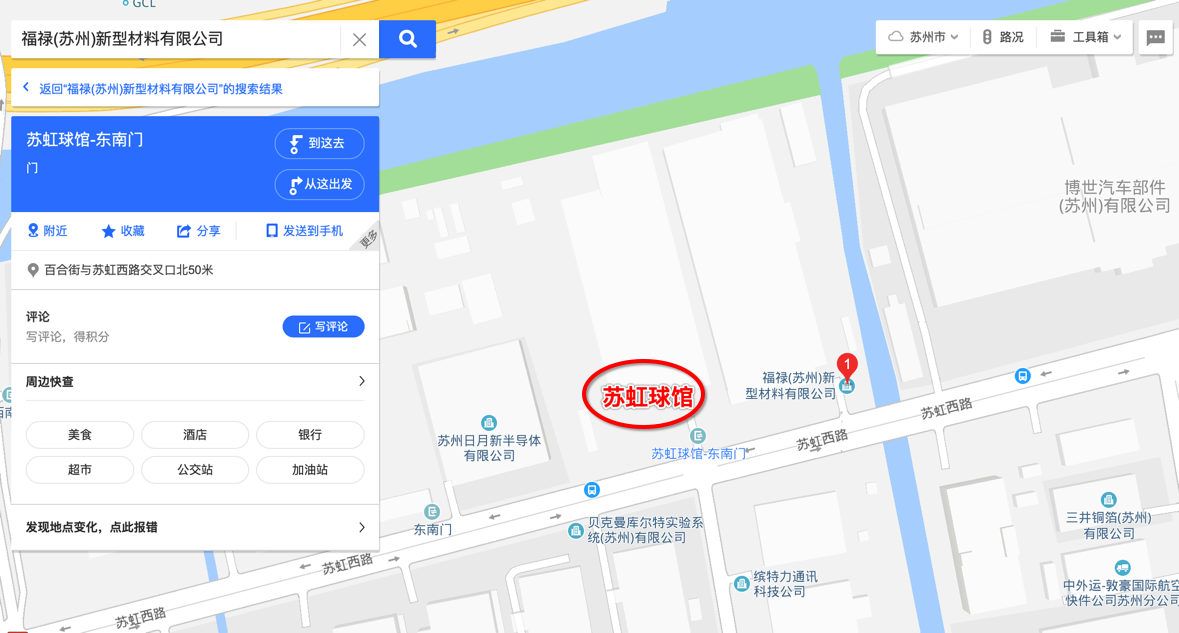 GCL
福禄(苏州)新型材料有限公司
苏州市
路况
工具箱
返回"福禄(苏州)新型材料有限公司"的搜索结果
苏虹球馆-东南门
到这去
门
从这出发
附近
收藏
分享
发送到手机
更多
百合街与苏虹西路交叉口北50米
评论
写评论，得积分
写评论
周边快查
美食
酒店
银行
超市
公交站
加油站
发现地点变化，点此报错
博世汽车部件
(苏州)有限公司
1
福禄(苏州)新
型材料有限公司
苏虹球馆
苏虹西路
苏州日月新半导体
有限公司
苏虹球馆-东南门
苏虹西路
东南门
贝克曼库尔特实验系
统(苏州)有限公司
三井铜箔(苏州)
有限公司
苏虹西路
缤特力通讯
科技公司
中外运-敦豪国际航空
快件公司苏州分公司
苏虹西路